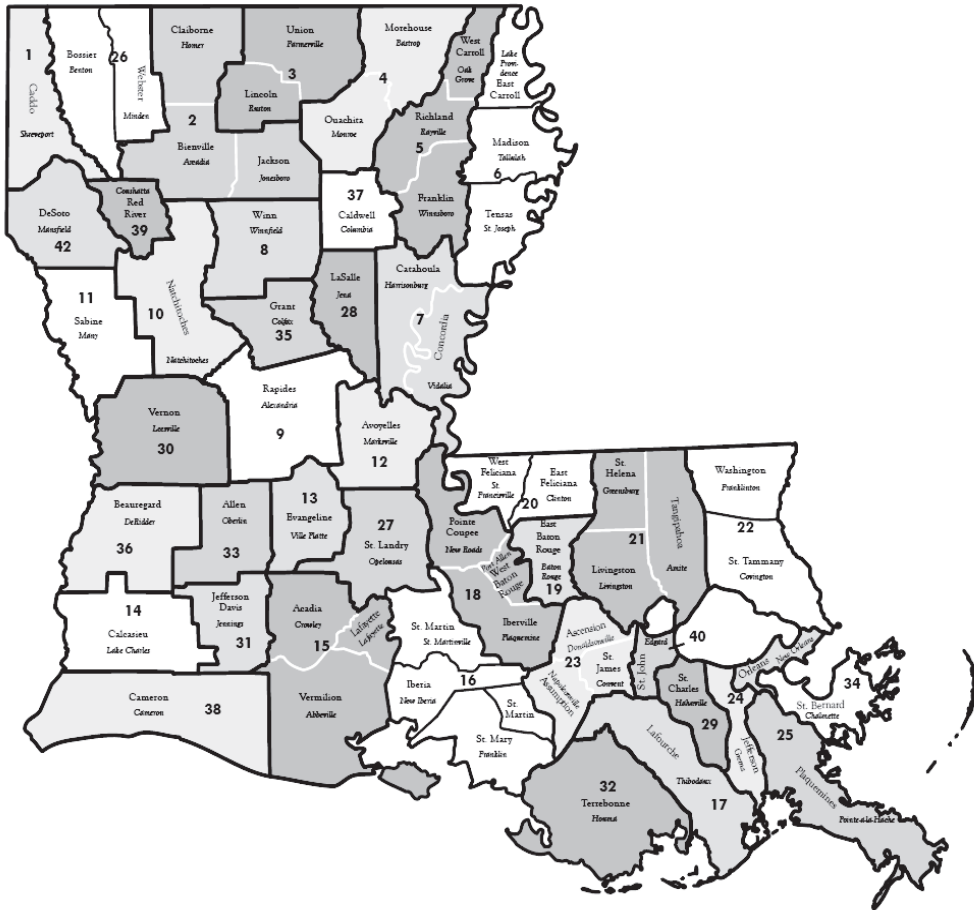 1
Caddo
Shreveport
Bossier
Benton
26
Webster
Minden
Claiborne
Homer
2
Bienville
Arcadia
Jackson
Jonesboro
Union
Farmerville
3
Lincoln
Ruston
Morehouse
Bastrop
4
Ouachita
Monroe
West
Carroll
Oak
Grove
Richland
Rayville
5
Franklin
Winnsboro
Lake
Provi-
dence
East
Carroll
Madison
Tallulah
6
Tensas
St. Joseph
DeSoto
Mansfield
42
Coushatta
Red
River
39
Winn
Winnfield
8
37
Caldwell
Columbia
11
Sabine
Many
10
Natchitoches
Natchitoches
Grant
Colfax
35
LaSalle
Jena
28
Catahoula
Harrisonburg
7
Concordia
Vidalia
Vernon
Leesville
30
Rapides
Alexandria
9
Avoyelles
Marksville
12
Beauregard
DeRidder
36
Allen
Oberlin
33
13
Evangeline
Ville Platte
27
St. Landry
Opelousas
Pointe
Coupee
New Roads
Port Allen
West
Baton
Rouge
18
Iberville
Plaquemine
West
Feliciana
St.
Francisville
East
Feliciana
Clinton
20
East
Baton
Rouge
Baton
Rouge
19
St.
Helena
Greensburg
21
Livingston
Livingston
Tangipahoa
Amite
Washington
Franklinton
22
St. Tammany
Covington
14
Calcasieu
Lake Charles
Jefferson
Davis
Jennings
31
Acadia
Crowley
15
Lafayette
Lafayette
Vermilion
Abbeville
Cameron
Cameron
38
St. Martin
St. Martinville
16
Iberia
New Iberia
St.
Martin
St. Mary
Franklin
Ascension
Donaldsonville
23
St.
James
Convent
Napoleonville
Assumption
Edgard
St. John
40
St.
Charles
Hahnville
29
Orleans
New Orleans
24
Jefferson
Gretna
34
St. Bernard
Chalmette
25
Plaquemines
Pointe-a-la-Hache
Lafourche
Thibodaux
17
32
Terrebonne
Houma